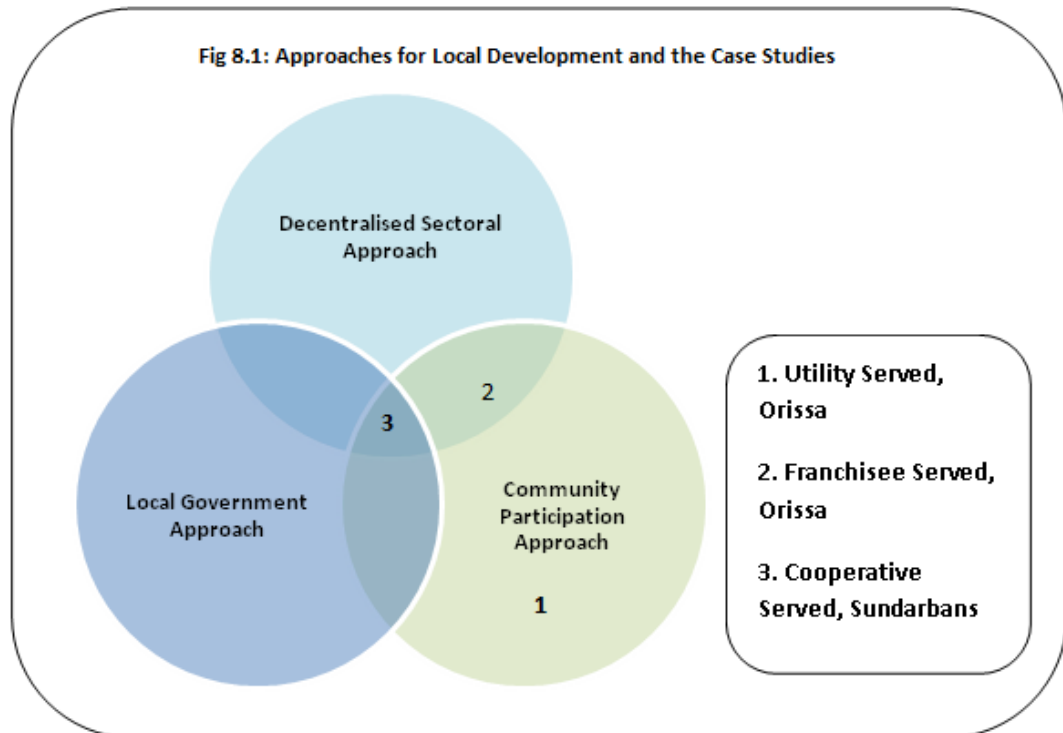 Fig 8.1: Approaches for Local Development and the Case Studies
Decentralised Sectoral
Approach
2
3
Local Government
Approach
Community
Participation
Approach
1
1. Utility Served,
Orissa
2. Franchisee Served,
Orissa
3. Cooperative
Served, Sundarbans